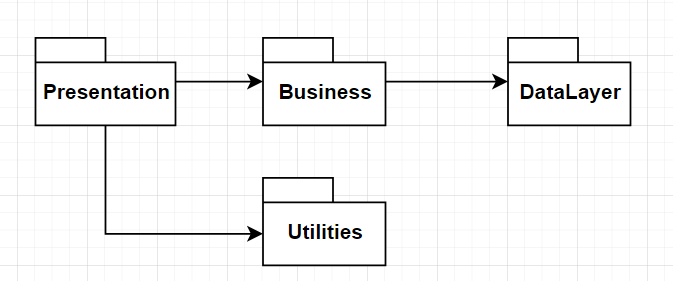 Presentation
Business
DataLayer
Utilities